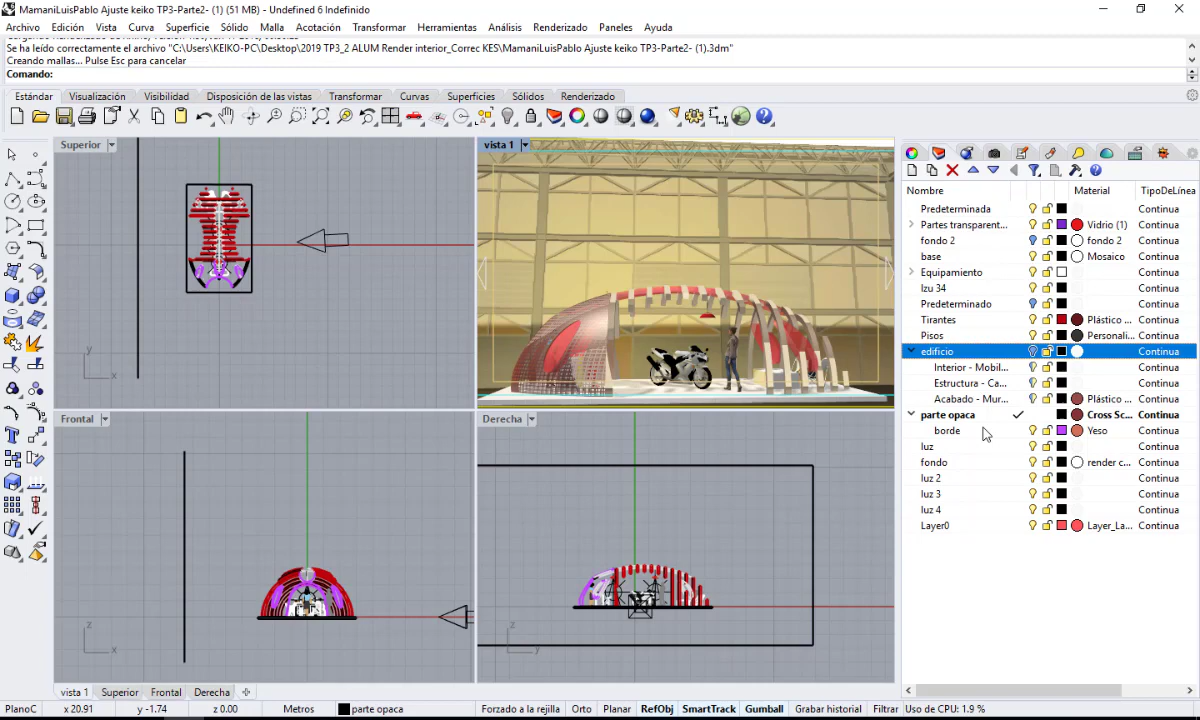 MamaniLuisPablo Ajuste keiko TP3-Parte2- (1) (51 MB) - Undefined 6 Indefinido
Archivo Edición Vista Curva Superficie Sólido Malla Acotación Transformar Herramientas Análisis Renderizado Paneles Ayuda
Se ha leído correctamente el archivo "C:\Users\KEIKO-PC\Desktop\2019 TP3_2 ALUM Render interior_Correc KES\MamaniLuisPablo Ajuste keiko TP3-Parte2- (1).3dm"
Creando mallas... Pulse Esc para cancelar
Comando:
Estándar Visualización Visibilidad Disposición de las vistas Transformar Curvas Superficies Sólidos Renderizado
Superior
vista 1
Nombre Material TipoDeLínea
Predeterminada Continua
Partes transparent... Vidrio (1) Continua
fondo 2 fondo 2 Continua
base Mosaico Continua
Equipamiento Continua
lzu 34 Continua
Predeterminado Continua
Tirantes Plástico ... Continua
Pisos Personali... Continua
edificio Continua
Interior - Mobil... Continua
Estructura - Ca... Continua
Acabado - Mur... Plástico ... Continua
parte opaca Cross Sc... Continua
borde Yeso Continua
luz Continua
fondo render c... Continua
luz 2 Continua
luz 3 Continua
luz 4 Continua
Layer0 Layer_La... Continua
y
x
Frontal
Derecha
z
x
z
y
vista 1 Superior Frontal Derecha
PlanoC x 20.91 y -1.74 z 0.00 Metros parte opaca Forzado a la rejilla Orto Planar RefObj SmartTrack Gumball Grabar historial Filtrar Uso de CPU: 1.9 %